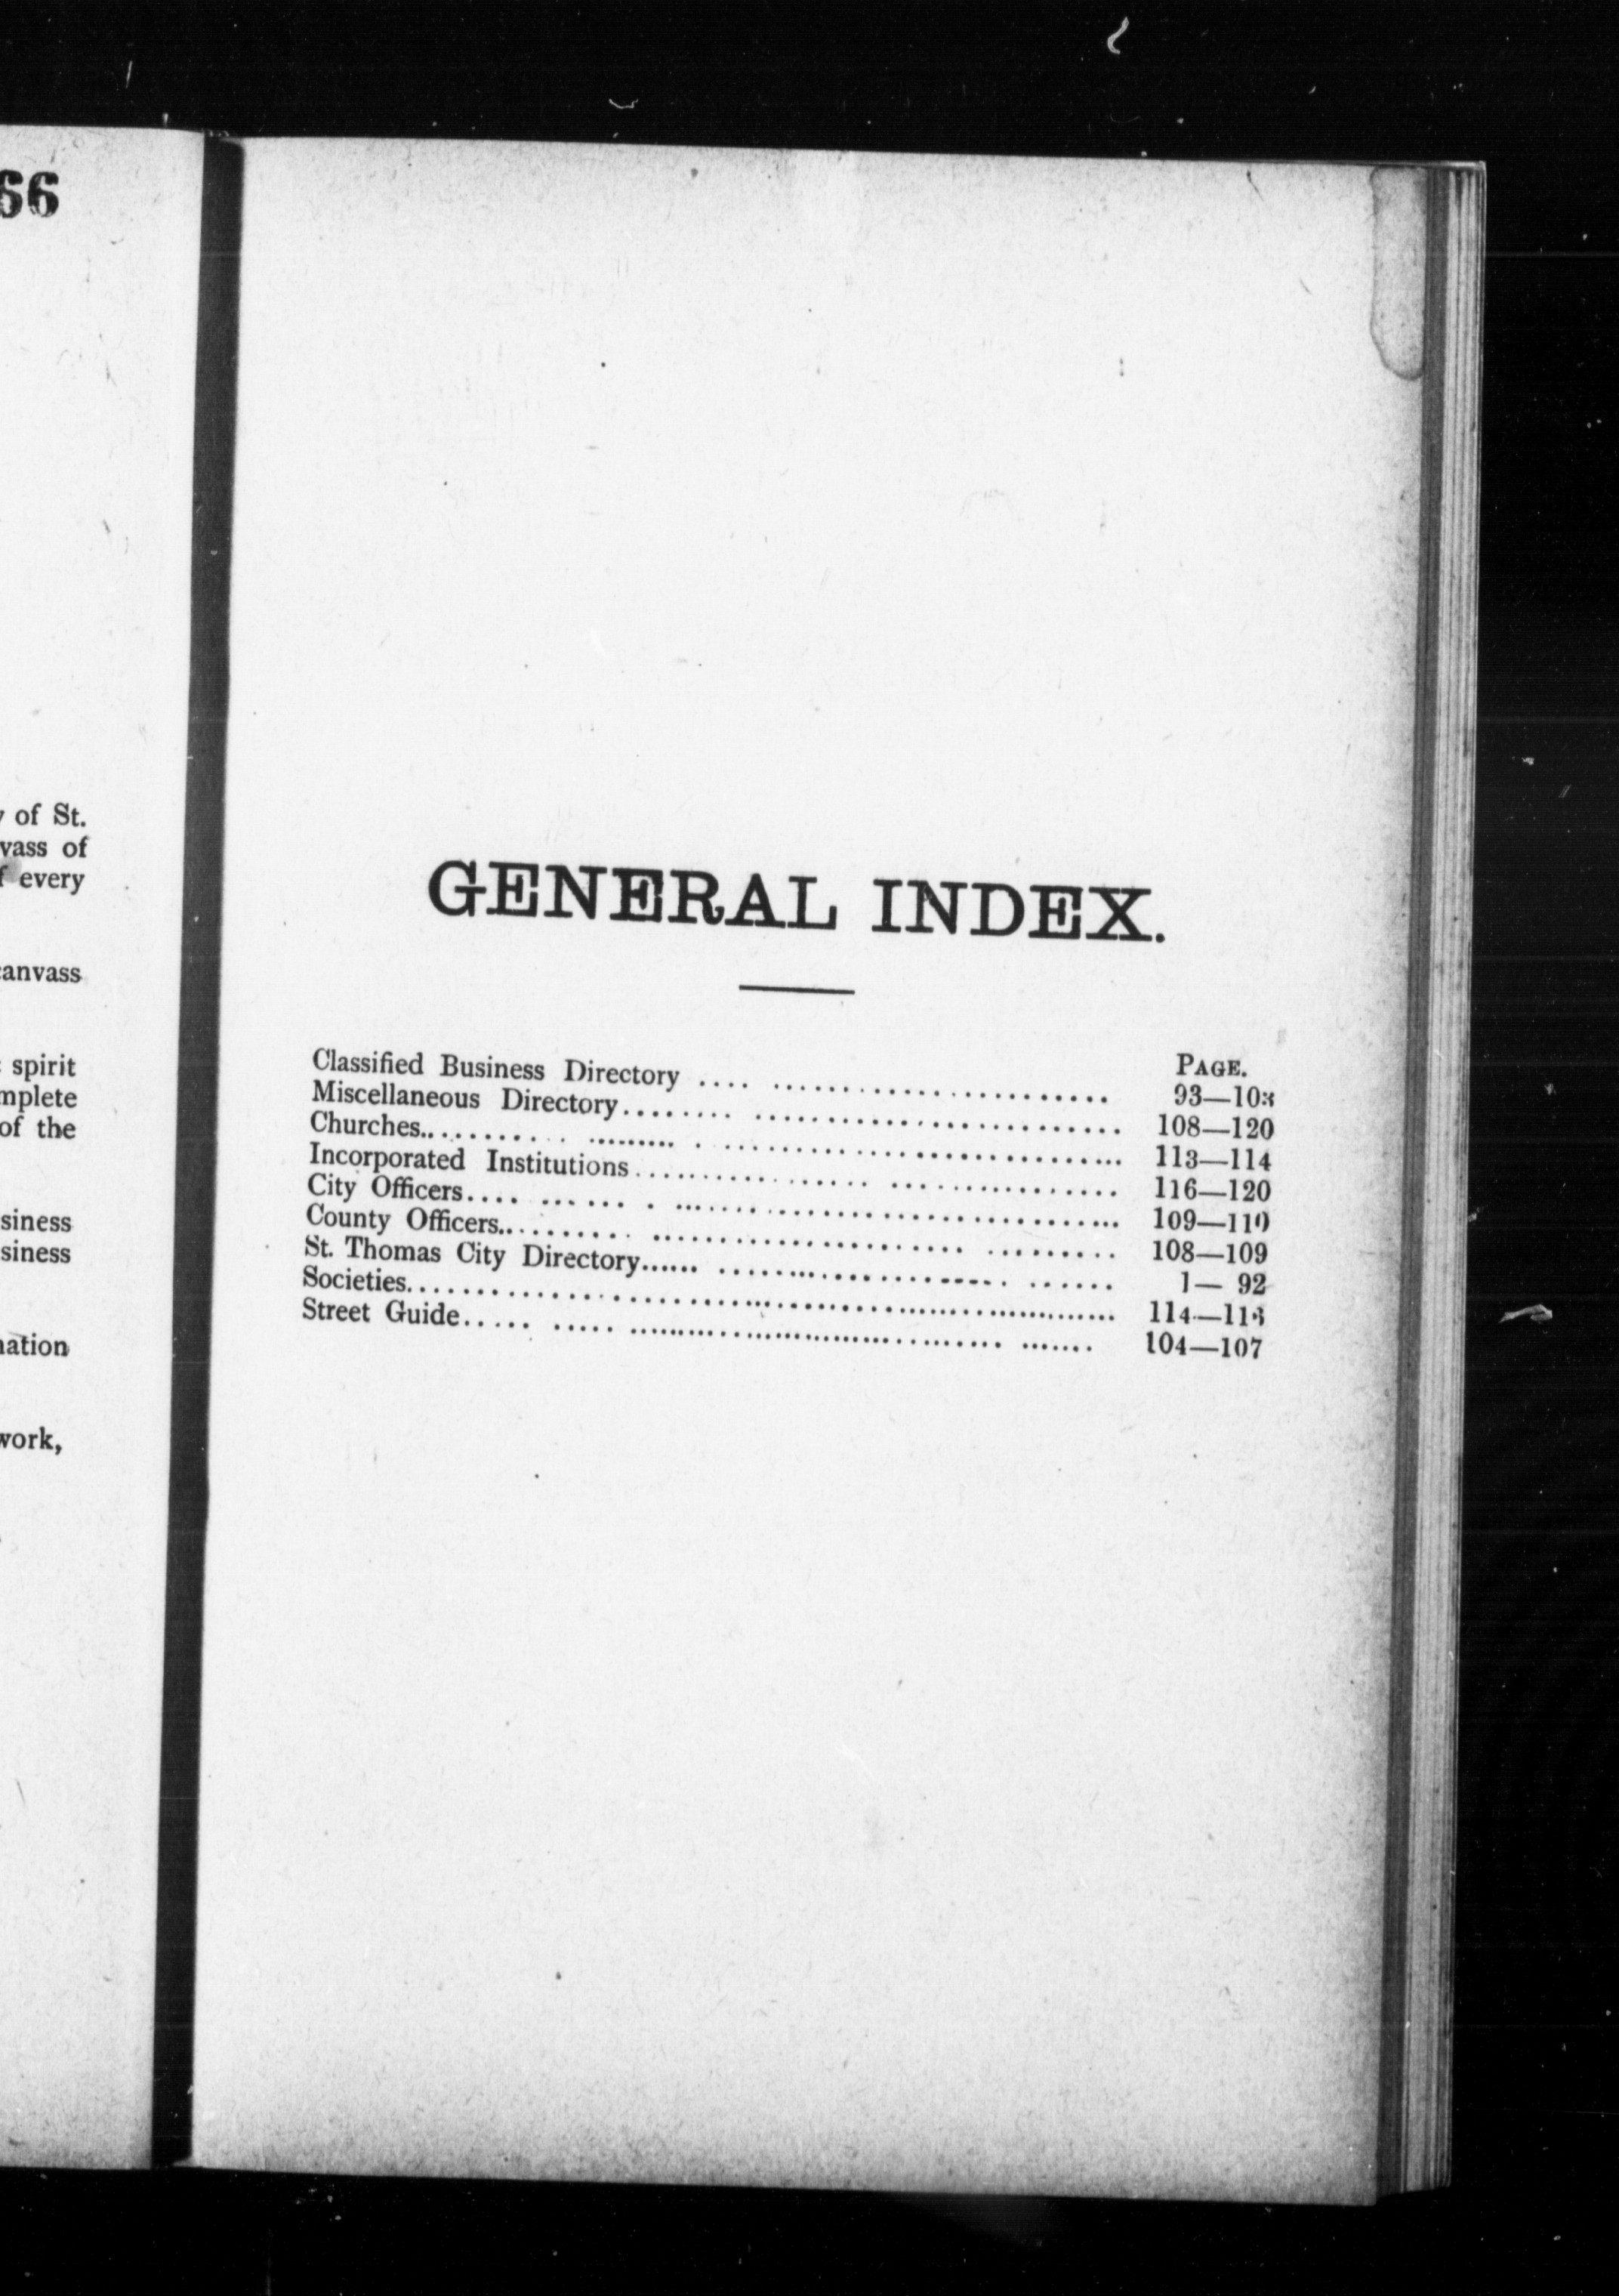 66
of St.
vass of
f every
canvass
spirit
mplete
of the
siness
siness
nation
work,
GENERAL INDEX.
PAGE.
Classified Business Directory .... .................................. 93—103
Miscellaneous Directory........ .................................. 108—120
Churches............ ......... . .................................. 113—114
Incorporated Institutions.................... .................. 116—120
City Officers.... ...... . .................................. 109—110
County Officers.......... ........................ ......... 108—109
St. Thomas City Directory...... .......................... ...... 1— 92
Societies.................................................. 114—116
Street Guide..... ..... .................................. ....... 104—107